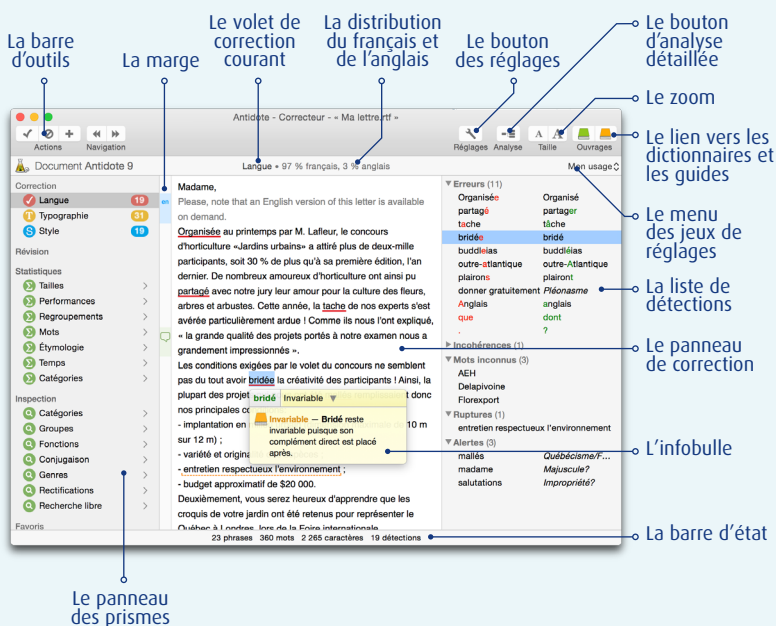 La barre
d'outils
La marge
Le volet de
correction
courant
La distribution
du français et
de l'anglais
Le bouton
des réglages
Le bouton
d'analyse
détaillée
Le zoom
Le lien vers les
dictionnaires et
les guides
Le menu
des jeux de
réglages
La liste de
détections
Le panneau
de correction
L'infobulle
La barre d'état
Le panneau
des prismes
Antidote - Correcteur - « Ma lettre.rtf »
Actions Navigation
Réglages Analyse Taille Ouvrages
A A
Document Antidote 9
Langue • 97 % français, 3 % anglais
Mon usage
Correction
Langue 19
T Typographie 31
S Style 19
Révision
Statistiques
Σ Tailles
Σ Performances
Σ Regroupements
Σ Mots
Σ Étymologie
Σ Temps
Σ Catégories
Inspection
Catégories
Groupes
Fonctions
Conjugaison
Genres
Rectifications
Recherche libre
Favoris
en
Madame,
Please, note that an English version of this letter is available
on demand.
Organisée au printemps par M. Lafleur, le concours
d'horticulture «Jardins urbains» a attiré plus de deux-mille
participants, soit 30 % de plus qu'à sa première édition, l'an
dernier. De nombreux amoureux d'horticulture ont ainsi pu
partagé avec notre jury leur amour pour la culture des fleurs,
arbres et arbustes. Cette année, la tache de nos experts s'est
avérée particulièrement ardue ! Comme ils nous l'ont expliqué,
« la grande qualité des projets portés à notre examen nous a
grandement impressionnés ».
Les conditions exigées par le volet du concours ne semblent
pas du tout avoir bridée la créativité des participants ! Ainsi, la
plupart des projet donc
nos principales co
- implantation en de 10 m
sur 12 m) ;
- variété et origina
- entretien respectueux l'environnement ;
- budget approximatif de $20 000.
Deuxièmement, vous serez heureux d'apprendre que les
croquis de votre jardin ont été retenus pour représenter le
Québec à Londres, lors de la Foire internationale
bridé Invariable ▼
Invariable — Bridé reste
invariable puisque son
complément direct est placé
après.
Erreurs (11)
Organisée Organisé
partagé partager
tache tâche
bridée bridé
buddleias buddléias
outre-atlantique outre-Atlantique
plairons plairont
donner gratuitement Pléonasme
Anglais anglais
que dont
. ?
Incohérences (1)
Mots inconnus (3)
AEH
Delapivoine
Florexport
Ruptures (1)
entretien respectueux l'environnement
Alertes (3)
mallés Québécisme/F...
madame Majuscule?
salutations Impropriété?
23 phrases 360 mots 2 265 caractères 19 détections